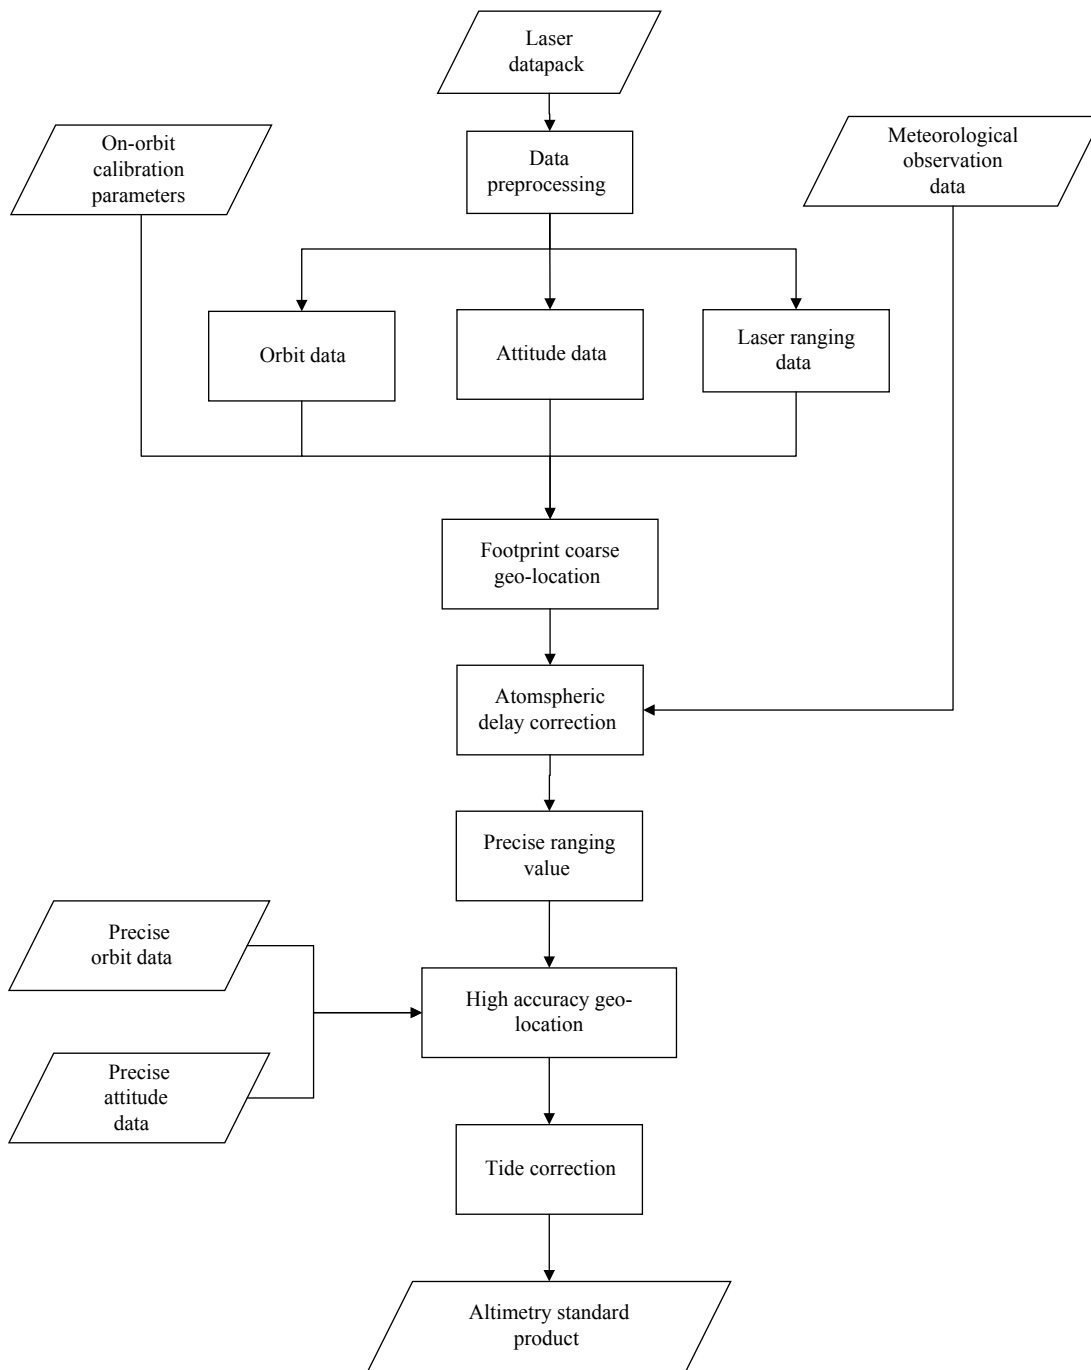 Laser
datapack
On-orbit
calibration
parameters
Data
preprocessing
Meteorological
observation
data
Orbit data
Attitude data
Laser ranging
data
Footprint coarse
geo-location
Atomspheric
delay correction
Precise ranging
value
Precise
orbit data
High accuracy geo-
location
Precise
attitude
data
Tide correction
Altimetry standard
product